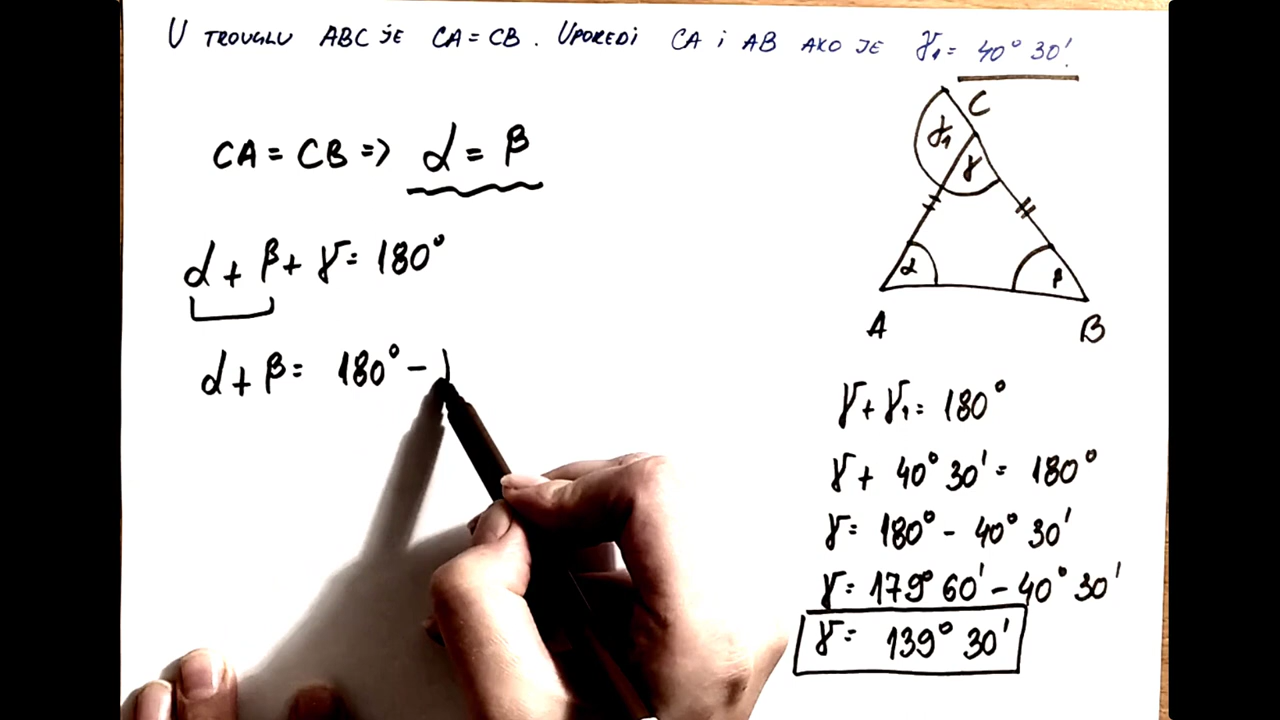 U TROUGLU ABC JE CA = CB. UPOREDI CA I AB AKO JE γ₁ = 40° 30'.
CA = CB => α = β
α + β + γ = 180°
α + β = 180° -
C
γ₁
γ
α
β
A
B
γ + γ₁ = 180°
γ + 40° 30' = 180°
γ = 180° - 40° 30'
γ = 179° 60' - 40° 30'
γ = 139° 30'